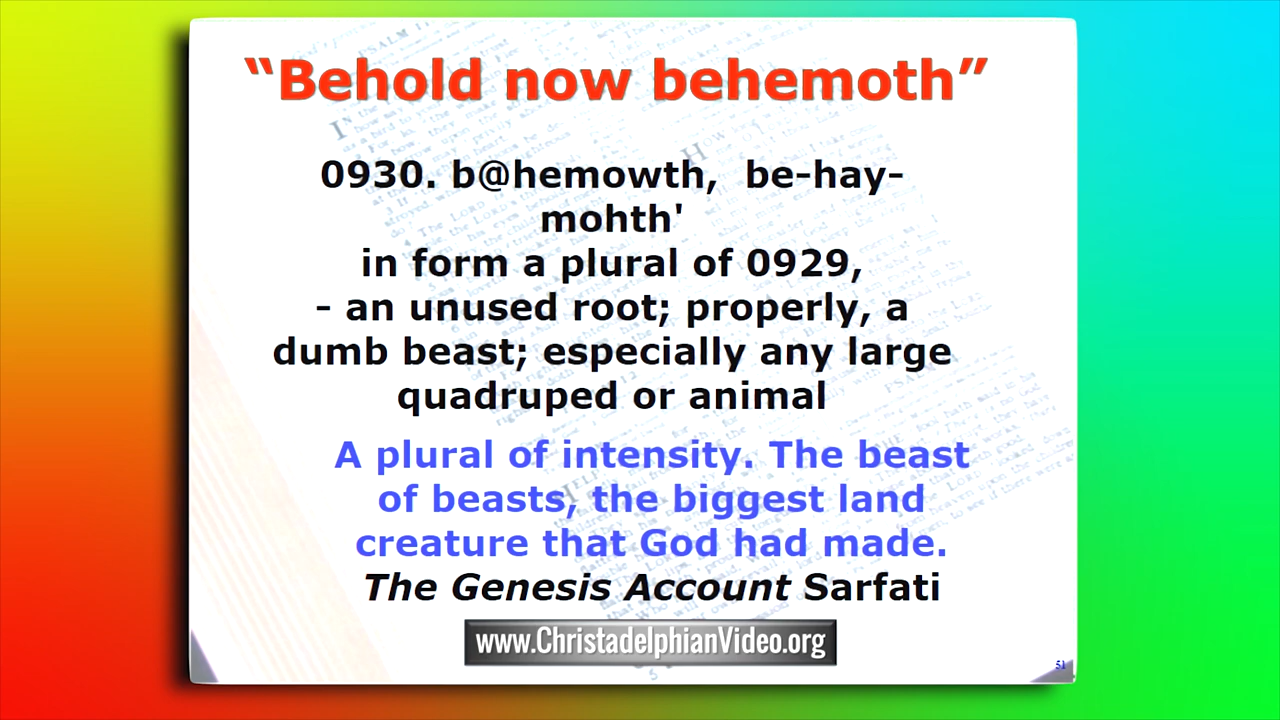 “Behold now behemoth”
0930. b@hemowth,  be-hay-
mohth'
in form a plural of 0929,
- an unused root; properly, a
dumb beast; especially any large
quadruped or animal
A plural of intensity. The beast
of beasts, the biggest land
creature that God had made.
The Genesis Account Sarfati
www.ChristadelphianVideo.org
51